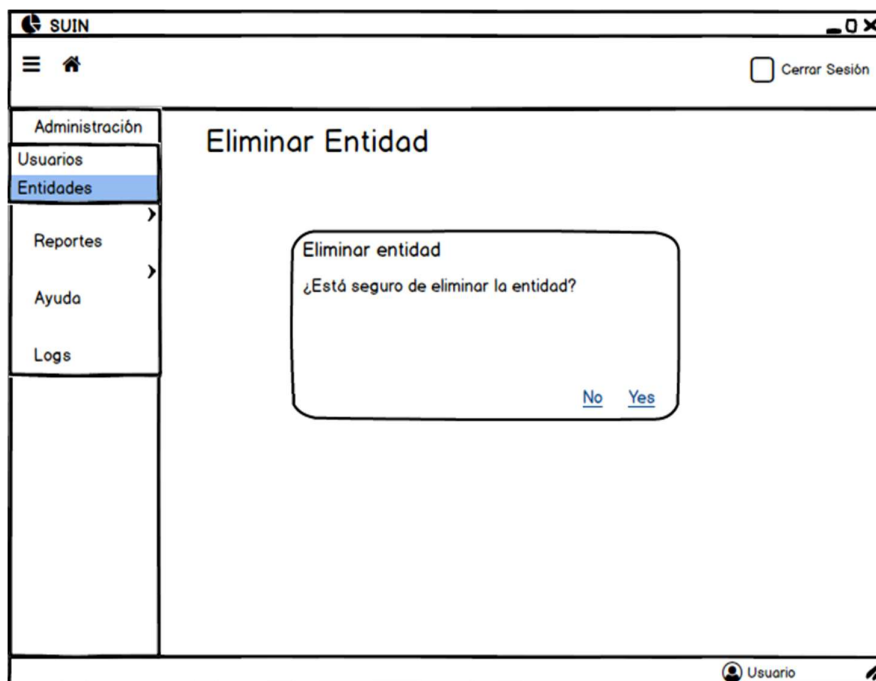 SUIN
Cerrar Sesión
Administración
Usuarios
Entidades
Reportes
Ayuda
Logs
Eliminar Entidad
Eliminar entidad
¿Está seguro de eliminar la entidad?
No Yes
Usuario